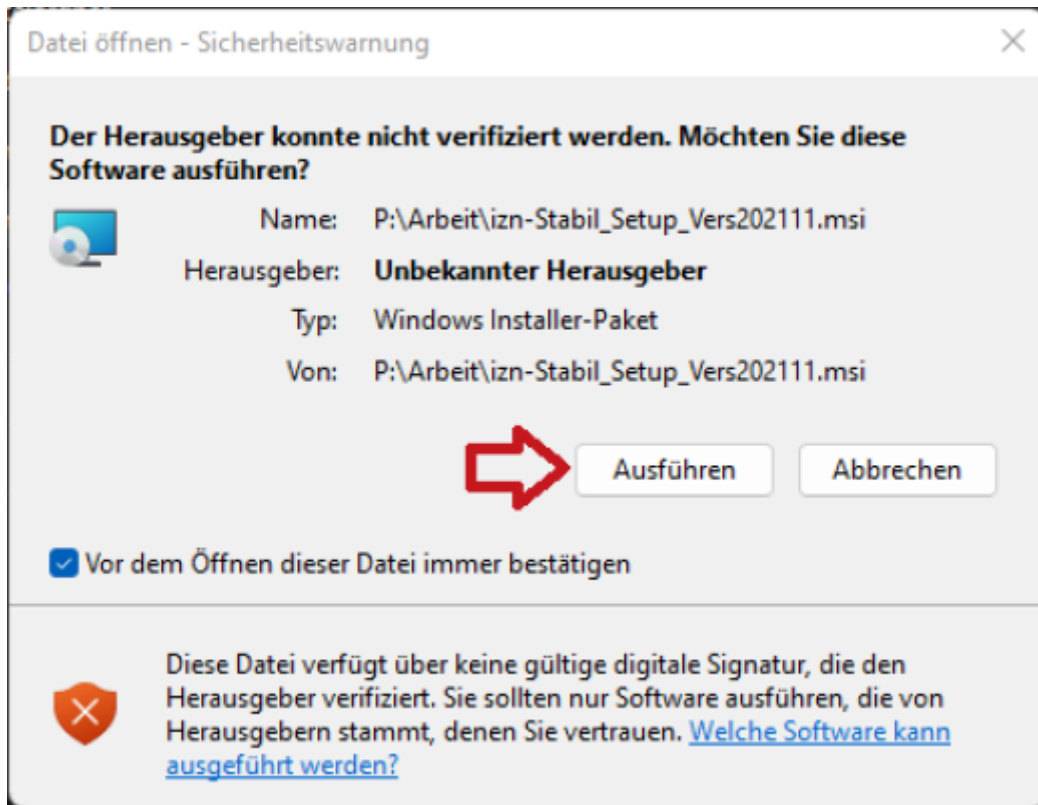 Datei öffnen - Sicherheitswarnung
Der Herausgeber konnte nicht verifiziert werden. Möchten Sie diese
Software ausführen?
Name: P:\Arbeit\izn-Stabil_Setup_Vers202111.msi
Herausgeber: Unbekannter Herausgeber
Typ: Windows Installer-Paket
Von: P:\Arbeit\izn-Stabil_Setup_Vers202111.msi
Ausführen Abbrechen
Vor dem Öffnen dieser Datei immer bestätigen
Diese Datei verfügt über keine gültige digitale Signatur, die den
Herausgeber verifiziert. Sie sollten nur Software ausführen, die von
Herausgebern stammt, denen Sie vertrauen. Welche Software kann
ausgeführt werden?